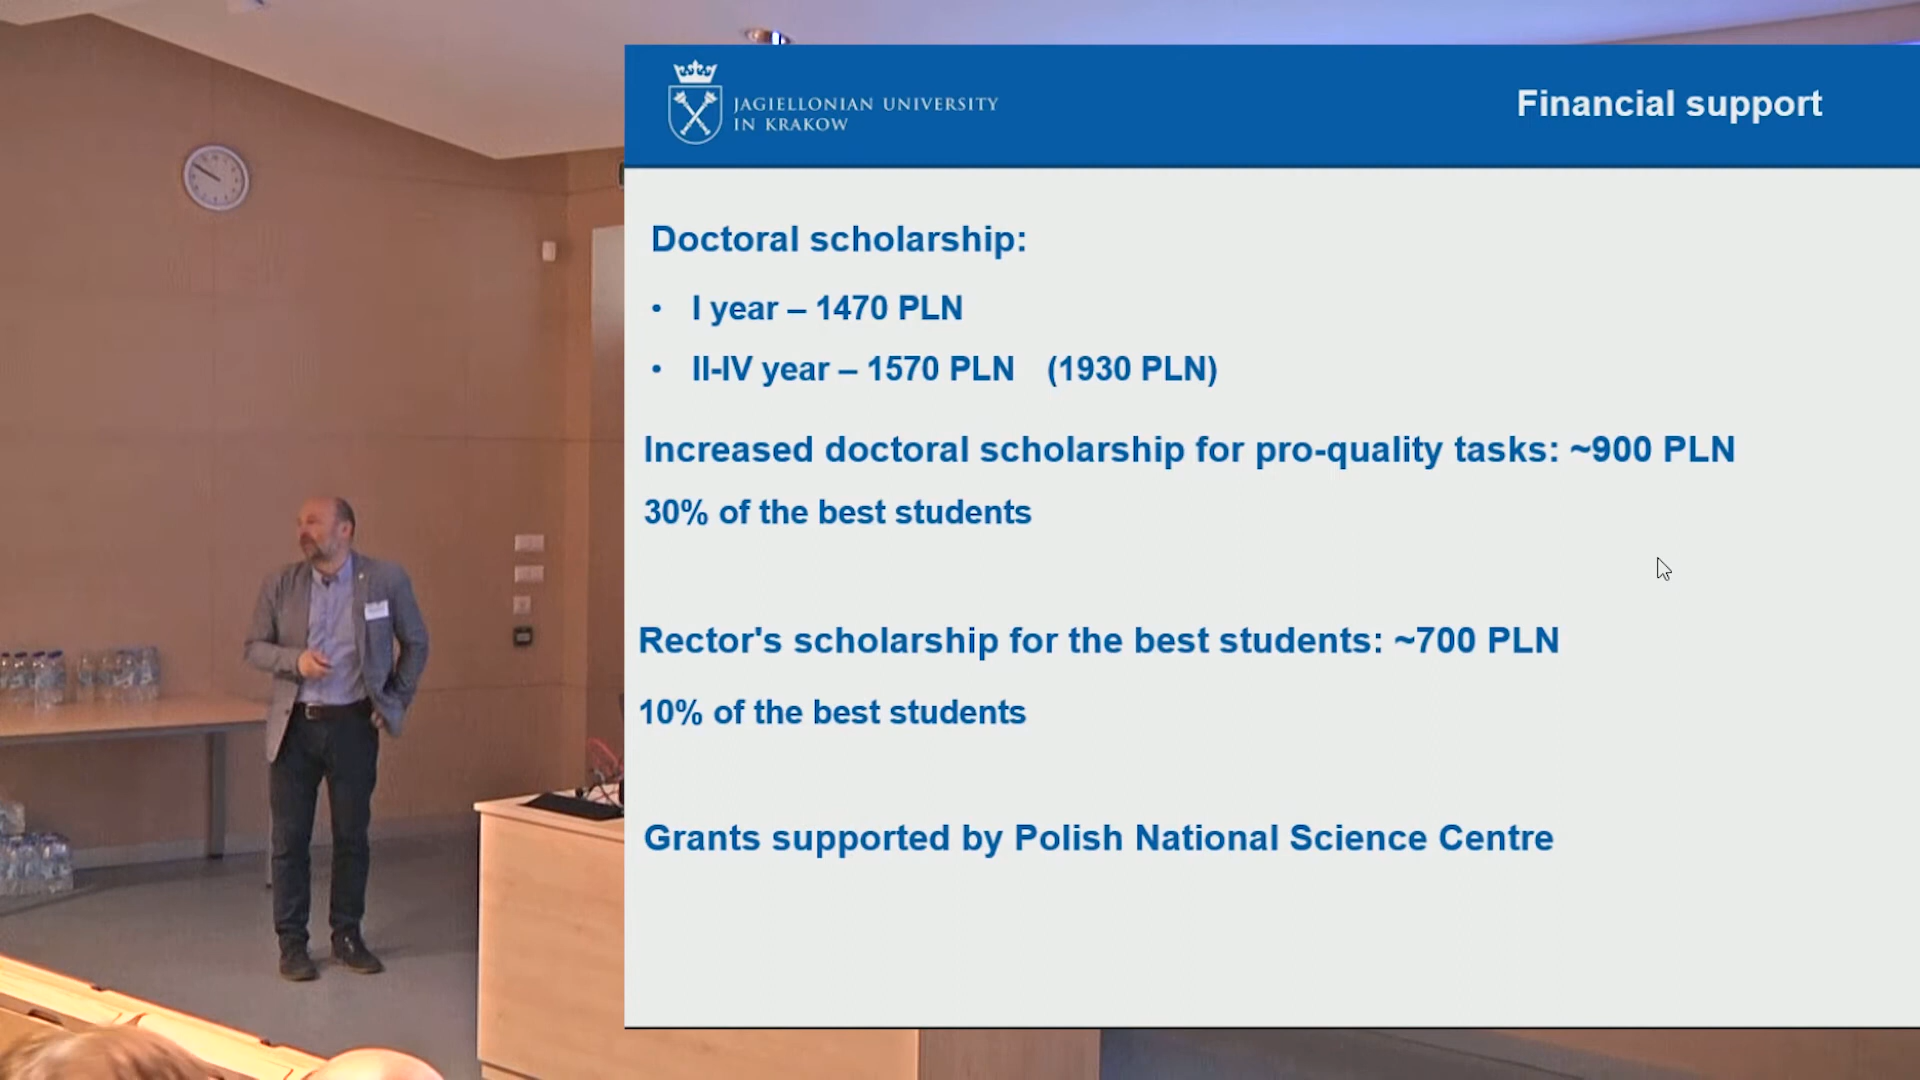 JAGIELLONIAN UNIVERSITY
IN KRAKOW
Financial support
Doctoral scholarship:
• I year – 1470 PLN
• II-IV year – 1570 PLN (1930 PLN)
Increased doctoral scholarship for pro-quality tasks: ~900 PLN
30% of the best students
Rector's scholarship for the best students: ~700 PLN
10% of the best students
Grants supported by Polish National Science Centre